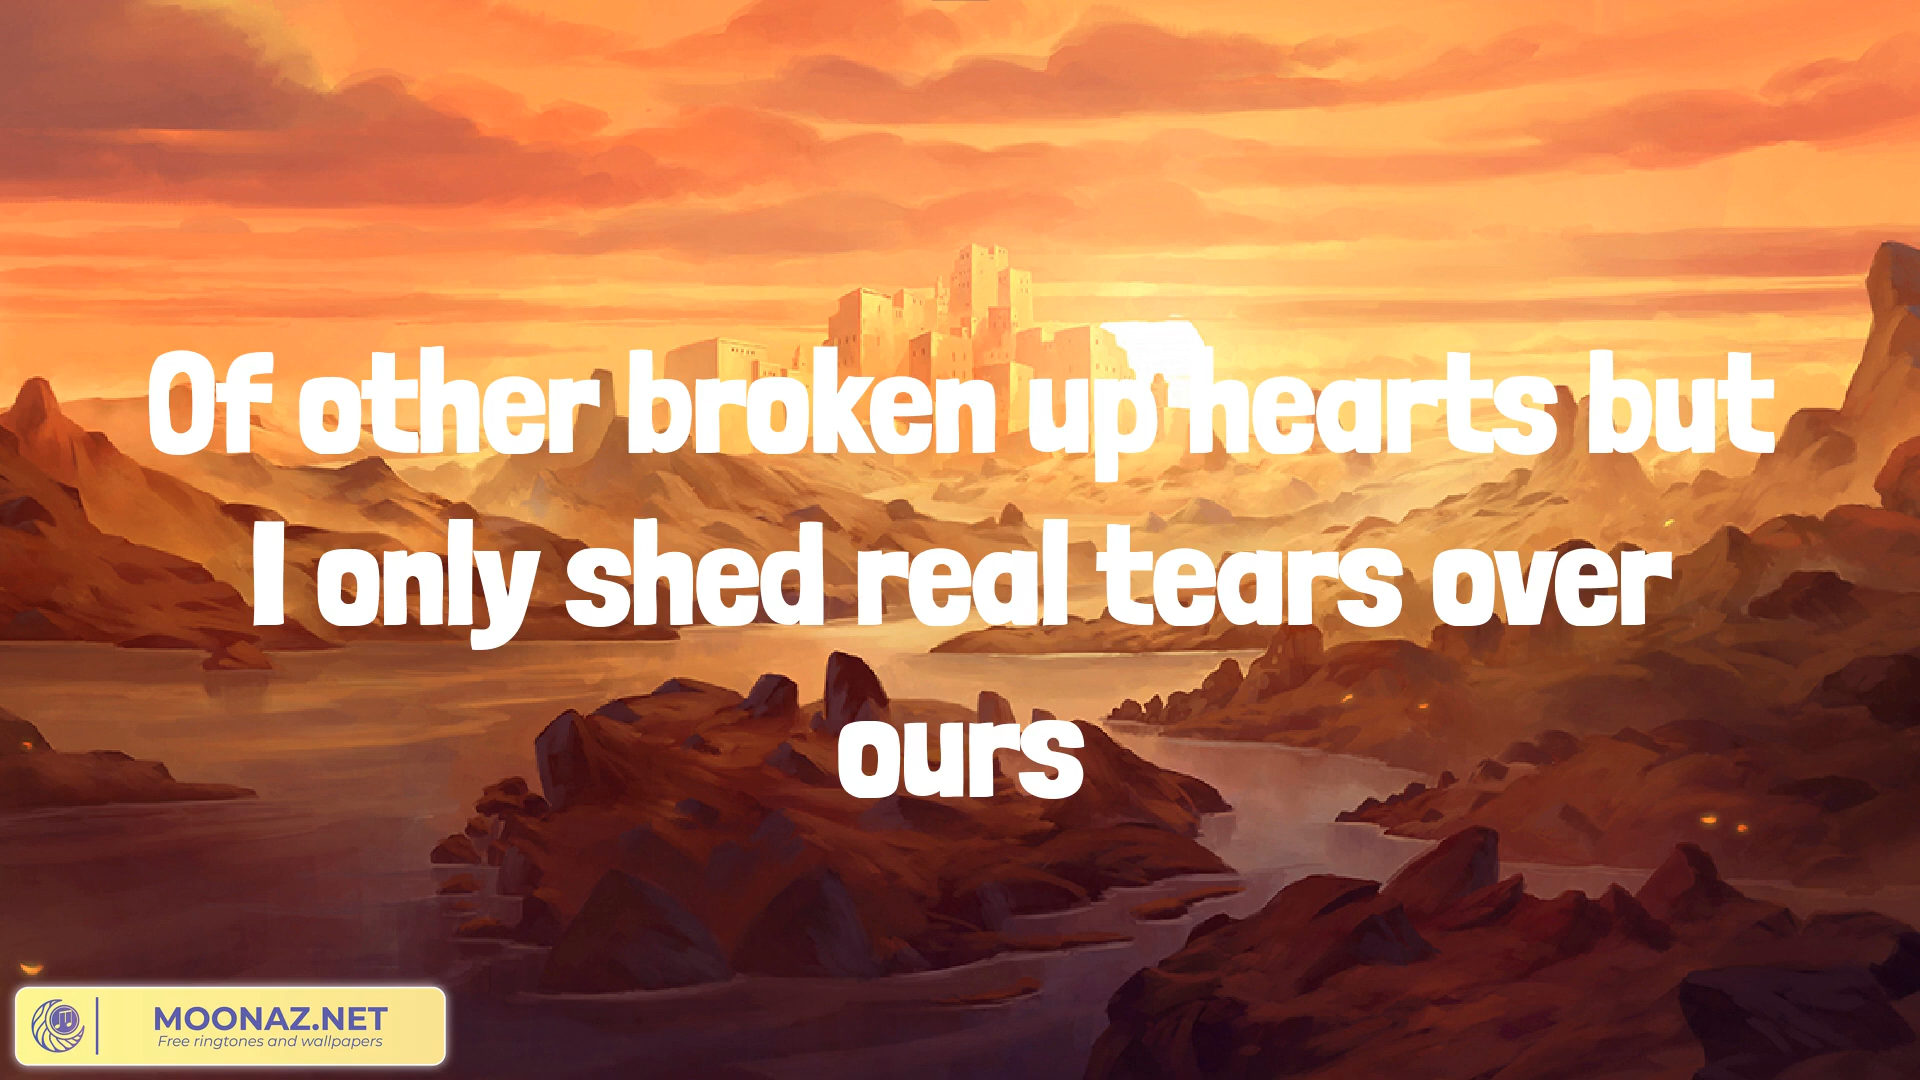 Of other broken up hearts but
I only shed real tears over
ours
MOONAZ.NET
Free ringtones and wallpapers